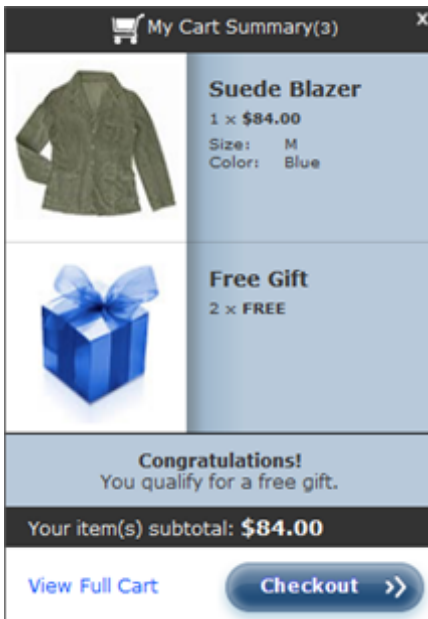 My Cart Summary(3)
x
Suede Blazer
1 x $84.00
Size: M
Color: Blue
Free Gift
2 x FREE
Congratulations!
You qualify for a free gift.
Your item(s) subtotal: $84.00
View Full Cart
Checkout